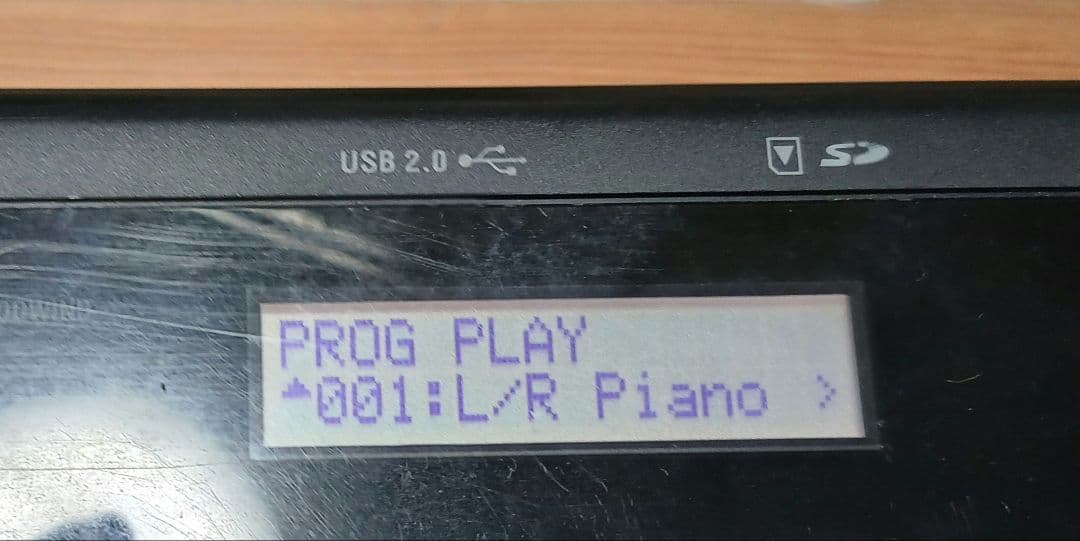 USB 2.0
SD
PROG PLAY
001:L/R Piano >